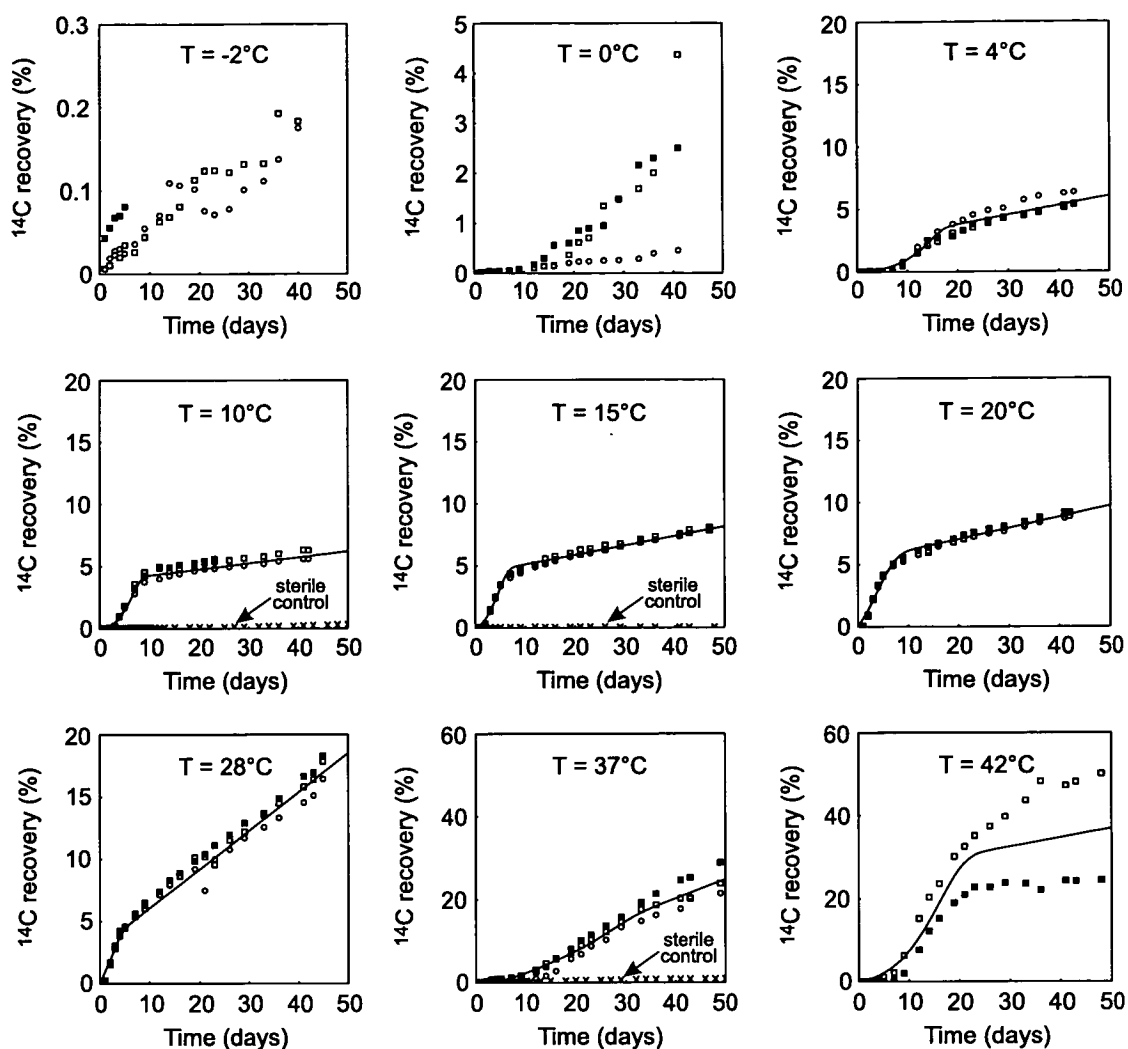 T = -2°C
14C recovery (%)
0.3
0.2
0.1
0
0 10 20 30 40 50
Time (days)
T = 0°C
14C recovery (%)
5
4
3
2
1
0
0 10 20 30 40 50
Time (days)
T = 4°C
14C recovery (%)
20
15
10
5
0
0 10 20 30 40 50
Time (days)
T = 10°C
14C recovery (%)
20
15
10
5
0
sterile
control
0 10 20 30 40 50
Time (days)
T = 15°C
14C recovery (%)
20
15
10
5
0
sterile
control
0 10 20 30 40 50
Time (days)
T = 20°C
14C recovery (%)
20
15
10
5
0
0 10 20 30 40 50
Time (days)
T = 28°C
14C recovery (%)
20
15
10
5
0
0 10 20 30 40 50
Time (days)
T = 37°C
14C recovery (%)
60
40
20
0
sterile
control
0 10 20 30 40 50
Time (days)
T = 42°C
14C recovery (%)
60
40
20
0
0 10 20 30 40 50
Time (days)